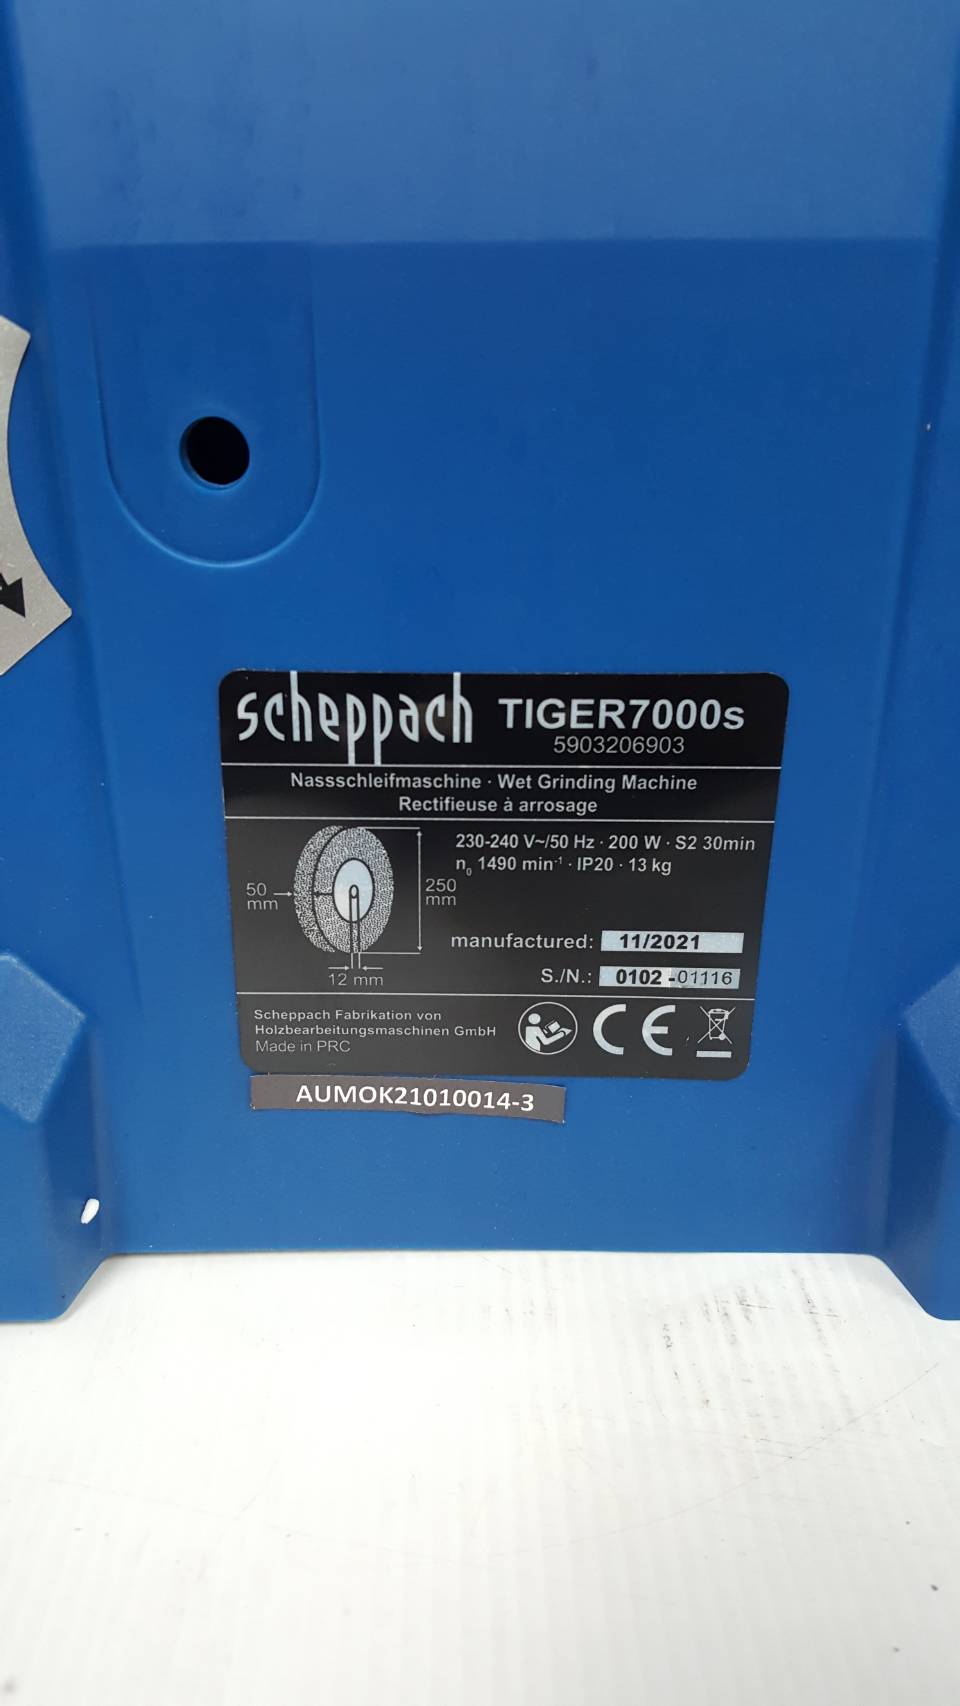 scheppach TIGER7000s
5903206903
Nassschleifmaschine · Wet Grinding Machine
Rectifieuse à arrosage
230-240 V~/50 Hz · 200 W · S2 30min
n₀ 1490 min⁻¹ · IP20 · 13 kg
50
mm
250
mm
12 mm
manufactured: 11/2021
S./N.: 0102 -01116
Scheppach Fabrikation von
Holzbearbeitungsmaschinen GmbH
Made in PRC
CE
AUMOK21010014-3